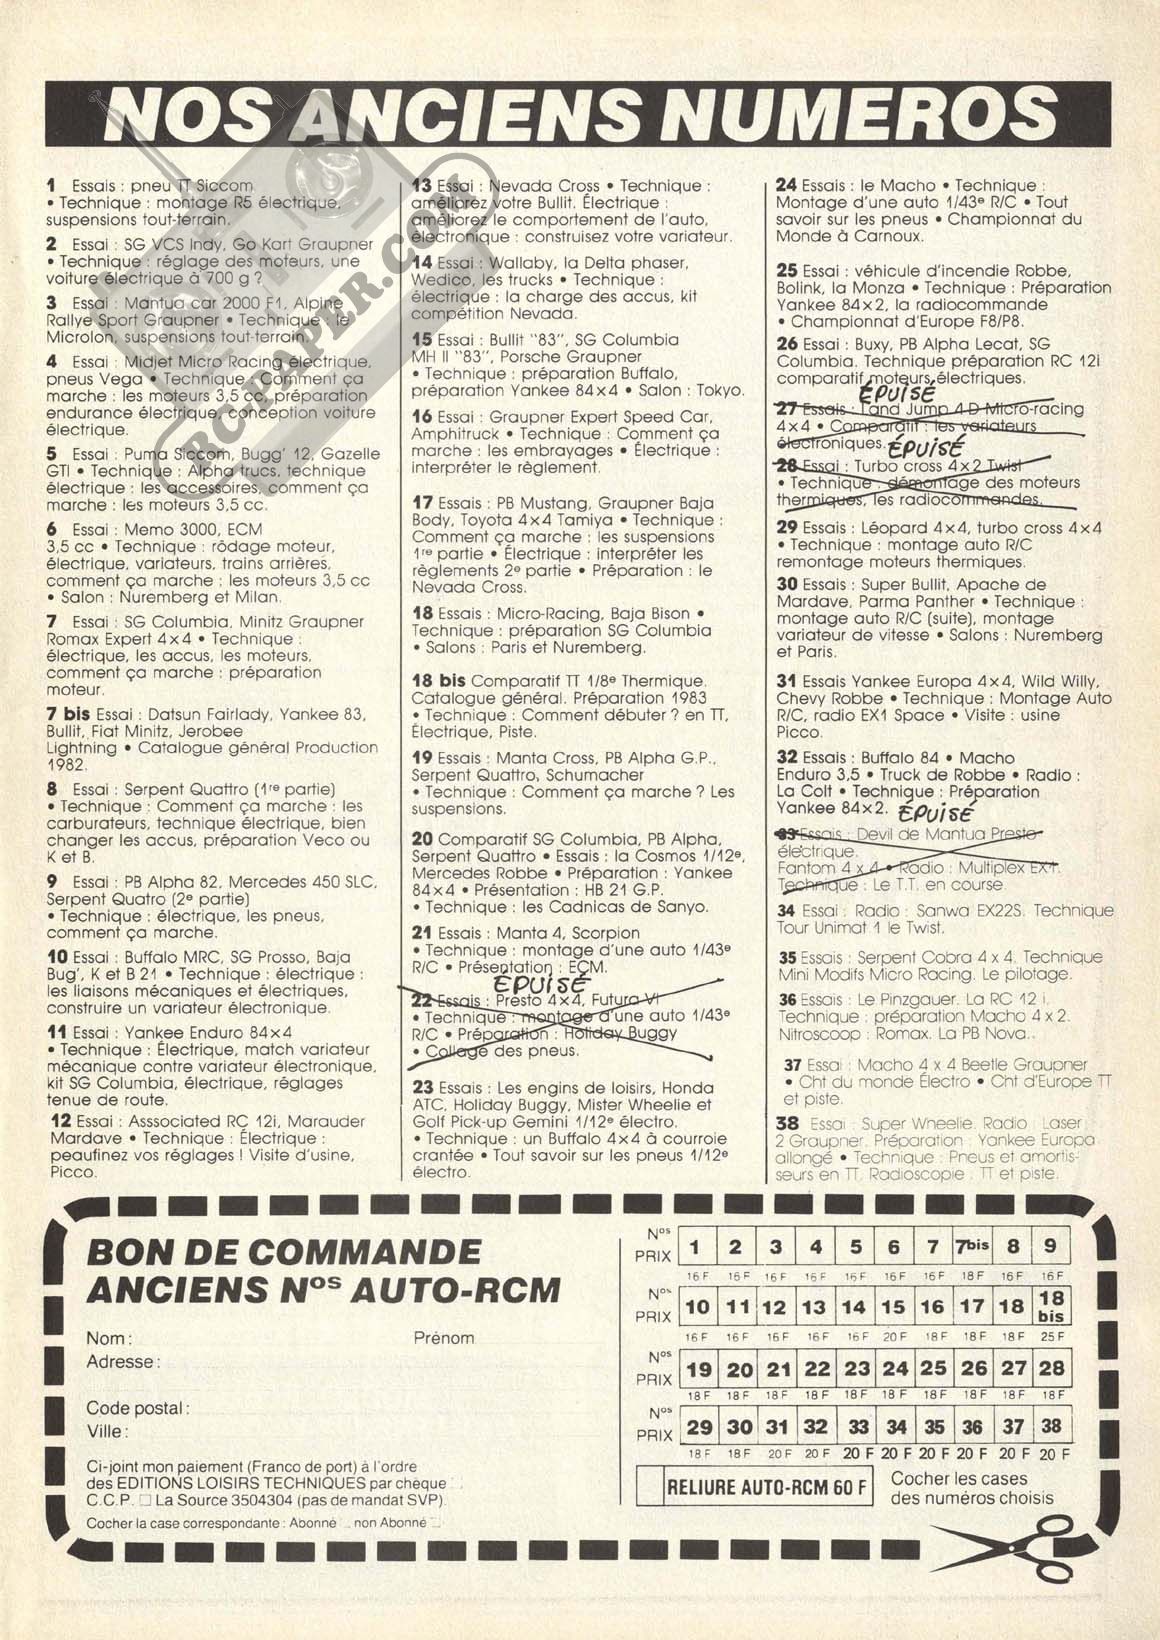 NOS ANCIENS NUMEROS
1 Essais : pneu TT Siccom
• Technique : montage R5 électrique,
suspensions tout-terrain.
2 Essai : SG VCS Indy, Go Kart Graupner
• Technique : réglage des moteurs, une
voiture électrique à 700 g ?
3 Essai : Mantua car 2000 F1, Alpine
Rallye Sport Graupner • Technique : le
Microlon, suspensions tout-terrain.
4 Essai : Midjet Micro Racing électrique,
pneus Vega • Technique : Comment ça
marche : les moteurs 3,5 cc, préparation
endurance électrique, conception voiture
électrique.
5 Essai : Puma Siccom, Bugg' 12, Gazelle
GTI • Technique : Alpha trucs, technique
électrique : les accessoires, comment ça
marche : les moteurs 3,5 cc.
6 Essai : Memo 3000, ECM
3,5 cc • Technique : rôdage moteur,
électrique, variateurs, trains arrières,
comment ça marche : les moteurs 3,5 cc
• Salon : Nuremberg et Milan.
7 Essai : SG Columbia, Minitz Graupner
Romax Expert 4×4 • Technique :
électrique, les accus, les moteurs,
comment ça marche : préparation
moteur.
7 bis Essai : Datsun Fairlady, Yankee 83,
Bullit, Fiat Minitz, Jerobee
Lightning • Catalogue général Production
1982.
8 Essai : Serpent Quattro (1re partie)
• Technique : Comment ça marche : les
carburateurs, technique électrique, bien
changer les accus, préparation Veco ou
K et B.
9 Essai : PB Alpha 82, Mercedes 450 SLC,
Serpent Quatro (2e partie)
• Technique : électrique, les pneus,
comment ça marche.
10 Essai : Buffalo MRC, SG Prosso, Baja
Bug', K et B 21 • Technique : électrique :
les liaisons mécaniques et électriques,
construire un variateur électronique.
11 Essai : Yankee Enduro 84×4
• Technique : Électrique, match variateur
mécanique contre variateur électronique,
kit SG Columbia, électrique, réglages
tenue de route.
12 Essai : Asssociated RC 12i, Marauder
Mardave • Technique : Électrique :
peaufinez vos réglages ! Visite d'usine,
Picco.
13 Essai : Nevada Cross • Technique :
améliorez votre Bullit. Électrique :
améliorez le comportement de l'auto,
électronique : construisez votre variateur.
14 Essai : Wallaby, la Delta phaser,
Wedico, les trucks • Technique :
électrique : la charge des accus, kit
compétition Nevada.
15 Essai : Bullit "83", SG Columbia
MH II "83", Porsche Graupner
• Technique : préparation Buffalo,
préparation Yankee 84×4 • Salon : Tokyo.
16 Essai : Graupner Expert Speed Car,
Amphitruck • Technique : Comment ça
marche : les embrayages • Électrique :
interpréter le règlement.
17 Essais : PB Mustang, Graupner Baja
Body, Toyota 4×4 Tamiya • Technique :
Comment ça marche : les suspensions
1re partie • Électrique : interpréter les
règlements 2e partie • Préparation : le
Nevada Cross.
18 Essais : Micro-Racing, Baja Bison •
Technique : préparation SG Columbia
• Salons : Paris et Nuremberg.
18 bis Comparatif TT 1/8e Thermique.
Catalogue général. Préparation 1983
• Technique : Comment débuter ? en TT,
Électrique, Piste.
19 Essais : Manta Cross, PB Alpha G.P.,
Serpent Quattro, Schumacher
• Technique : Comment ça marche ? Les
suspensions.
20 Comparatif SG Columbia, PB Alpha,
Serpent Quattro • Essais : la Cosmos 1/12e,
Mercedes Robbe • Préparation : Yankee
84×4 • Présentation : HB 21 G.P.
• Technique : les Cadnicas de Sanyo.
21 Essais : Manta 4, Scorpion
• Technique : montage d'une auto 1/43e
R/C • Présentation : ECM.
ÉPUISÉ
22 Essais : Presto 4×4, Futura VI
• Technique : montage d'une auto 1/43e
R/C • Préparation : Holiday Buggy
• Collage des pneus.
23 Essais : Les engins de loisirs, Honda
ATC, Holiday Buggy, Mister Wheelie et
Golf Pick-up Gemini 1/12e électro.
• Technique : un Buffalo 4×4 à courroie
crantée • Tout savoir sur les pneus 1/12e
électro.
24 Essais : le Macho • Technique :
Montage d'une auto 1/43e R/C • Tout
savoir sur les pneus • Championnat du
Monde à Carnoux.
25 Essai : véhicule d'incendie Robbe,
Bolink, la Monza • Technique : Préparation
Yankee 84×2, la radiocommande
• Championnat d'Europe F8/P8.
26 Essai : Buxy, PB Alpha Lecat, SG
Columbia. Technique préparation RC 12i
comparatif moteurs électriques.
ÉPUISÉ
27 Essais : Land Jump 4 D Micro-racing
4×4 • Comparatif : les variateurs
électroniques.
ÉPUISÉ
28 Essai : Turbo cross 4×2 Twist
• Technique : démontage des moteurs
thermiques, les radiocommandes.
29 Essais : Léopard 4×4, turbo cross 4×4
• Technique : montage auto R/C
remontage moteurs thermiques.
30 Essais : Super Bullit, Apache de
Mardave, Parma Panther • Technique :
montage auto R/C (suite), montage
variateur de vitesse • Salons : Nuremberg
et Paris.
31 Essais Yankee Europa 4×4, Wild Willy,
Chevy Robbe • Technique : Montage Auto
R/C, radio EX1 Space • Visite : usine
Picco.
32 Essais : Buffalo 84 • Macho
Enduro 3,5 • Truck de Robbe • Radio :
La Colt • Technique : Préparation
Yankee 84×2.
ÉPUISÉ
33 Essais : Devil de Mantua Presto
électrique.
Fantom 4 x 4 • Radio : Multiplex EX1.
Technique : Le T.T. en course.
34 Essai : Radio : Sanwa EX22S. Technique
Tour Unimat 1 le Twist.
35 Essais : Serpent Cobra 4 x 4. Technique
Mini Modifs Micro Racing. Le pilotage.
36 Essais : Le Pinzgauer. La RC 12 i.
Technique : préparation Macho 4 x 2.
Nitroscoop : Romax. La PB Nova..
37 Essai : Macho 4 x 4 Beetle Graupner
• Cht du monde Électro • Cht d'Europe TT
et piste.
38 Essai : Super Wheelie. Radio : Laser
2 Graupner. Préparation : Yankee Europa
allongé • Technique : Pneus et amortis-
seurs en TT. Radioscopie : TT et piste.
RC-PAPER.COM
BON DE COMMANDE
ANCIENS Nos AUTO-RCM
Nom :	Prénom
Adresse :
Code postal :
Ville :
Ci-joint mon paiement (Franco de port) à l'ordre
des EDITIONS LOISIRS TECHNIQUES par chèque □
C.C.P. □ La Source 3504304 (pas de mandat SVP).
Cocher la case correspondante : Abonné □ non Abonné □
Nos 1 2 3 4 5 6 7 7bis 8 9
PRIX 16 F 16 F 16 F 16 F 16 F 16 F 16 F 18 F 16 F 16 F
Nos 10 11 12 13 14 15 16 17 18 18 bis
PRIX 16 F 16 F 16 F 16 F 16 F 20 F 18 F 18 F 18 F 25 F
Nos 19 20 21 22 23 24 25 26 27 28
PRIX 18 F 18 F 18 F 18 F 18 F 18 F 18 F 18 F 18 F 18 F
Nos 29 30 31 32 33 34 35 36 37 38
PRIX 18 F 18 F 20 F 20 F 20 F 20 F 20 F 20 F 20 F 20 F
RELIURE AUTO-RCM 60 F
Cocher les cases
des numéros choisis